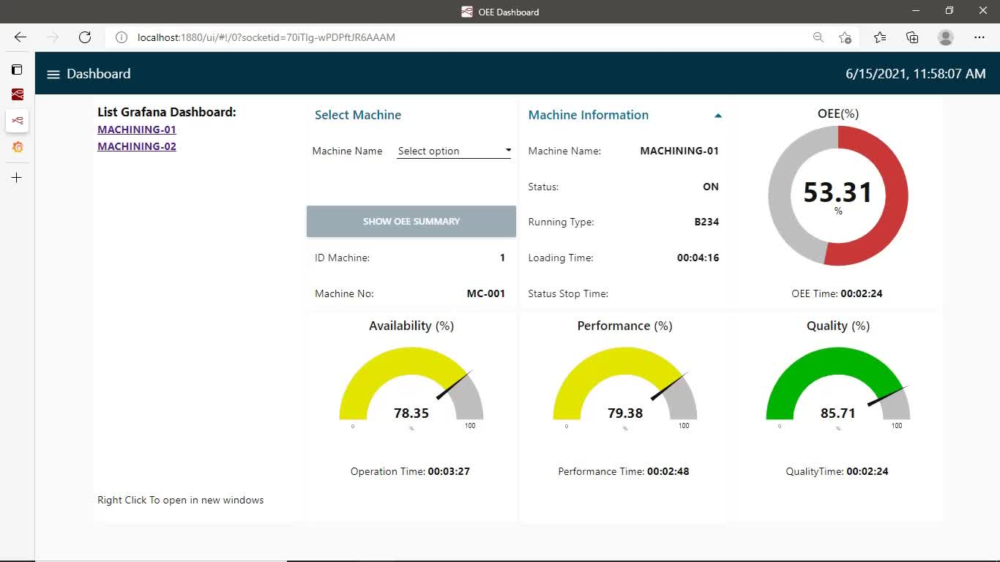 OEE Dashboard
localhost:1880/ui/#!/0?socketid=70iTlg-wPDPftJR6AAAM
Dashboard
6/15/2021, 11:58:07 AM
List Grafana Dashboard:
MACHINING-01
MACHINING-02
Right Click To open in new windows
Select Machine
Machine Name Select option
SHOW OEE SUMMARY
ID Machine: 1
Machine No: MC-001
Machine Information
Machine Name: MACHINING-01
Status: ON
Running Type: B234
Loading Time: 00:04:16
Status Stop Time:
OEE(%)
53.31
%
OEE Time: 00:02:24
Availability (%)
78.35
0 % 100
Operation Time: 00:03:27
Performance (%)
79.38
0 % 100
Performance Time: 00:02:48
Quality (%)
85.71
0 % 100
QualityTime: 00:02:24